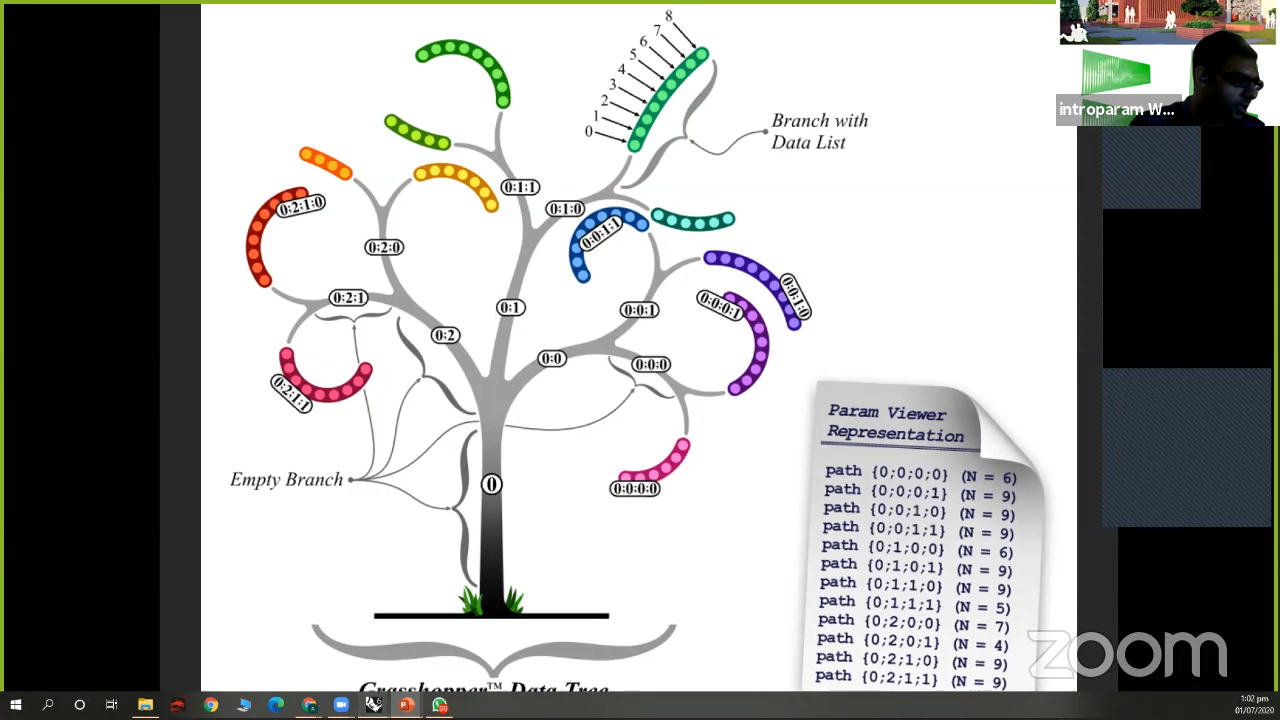 8
7
6
5
4
3
2
1
0
Branch with
Data List
introparam W...
0;1;1
0;1;0
0;2;1;0
0;0;1;1
0;2;0
0;2;1
0;1
0;0;1
0;0;0;1
0;0;1;0
0;2
0;0
0;0;0
0;2;1;1
Empty Branch
0
0;0;0;0
Param Viewer
Representation
path {0;0;0;0} (N = 6)
path {0;0;0;1} (N = 9)
path {0;0;1;0} (N = 9)
path {0;0;1;1} (N = 9)
path {0;1;0;0} (N = 6)
path {0;1;0;1} (N = 9)
path {0;1;1;0} (N = 9)
path {0;1;1;1} (N = 5)
path {0;2;0;0} (N = 7)
path {0;2;0;1} (N = 4)
path {0;2;1;0} (N = 9)
path {0;2;1;1} (N = 9)
zoom
Grasshopper™ Data Tree
1:02 pm
01/07/2020